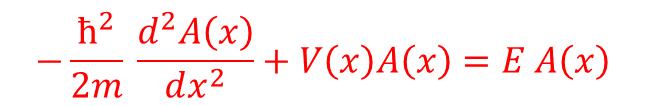 − ħ²/2m d²A(x)/dx² + V(x)A(x) = E A(x)